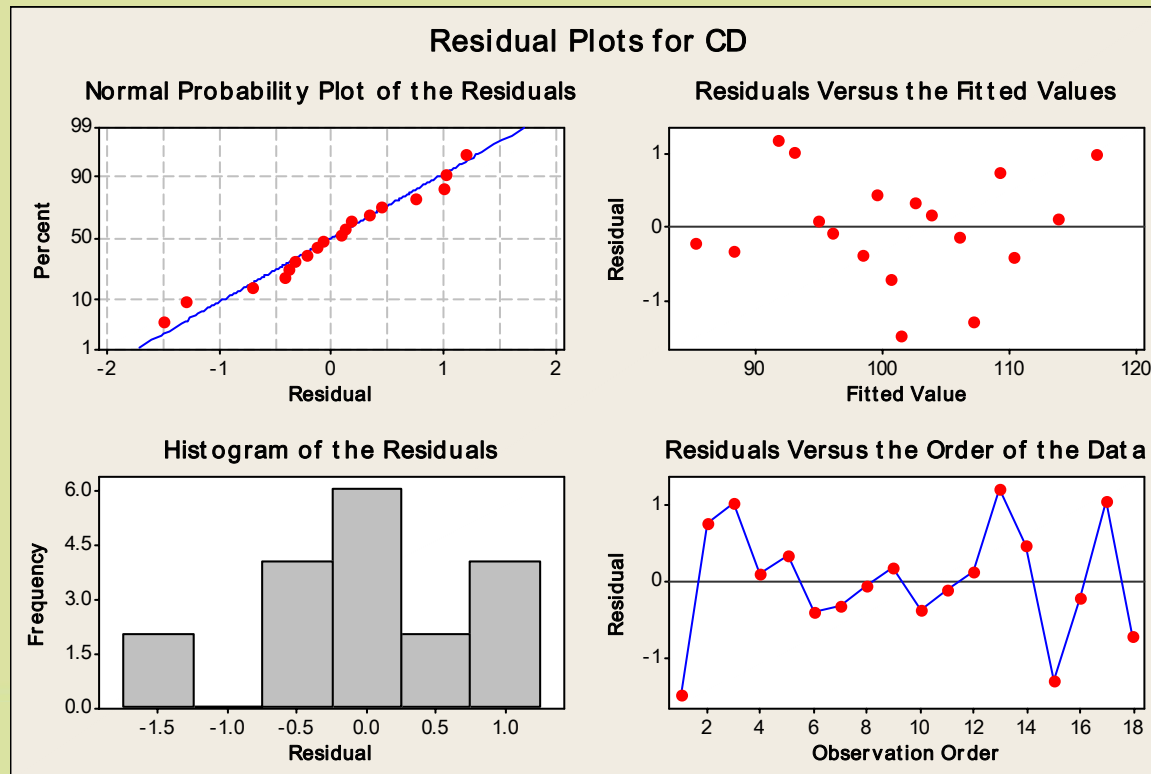 Residual Plots for CD
Normal Probability Plot of the Residuals
99
90
50
10
1
Percent
-2 -1 0 1 2
Residual
Residuals Versus the Fitted Values
1
0
-1
Residual
90 100 110 120
Fitted Value
Histogram of the Residuals
6.0
4.5
3.0
1.5
0.0
Frequency
-1.5 -1.0 -0.5 0.0 0.5 1.0
Residual
Residuals Versus the Order of the Data
1
0
-1
Residual
2 4 6 8 10 12 14 16 18
Observation Order